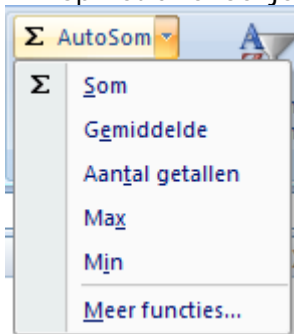 Σ AutoSom
Σ Som
Gemiddelde
Aantal getallen
Max
Min
Meer functies...